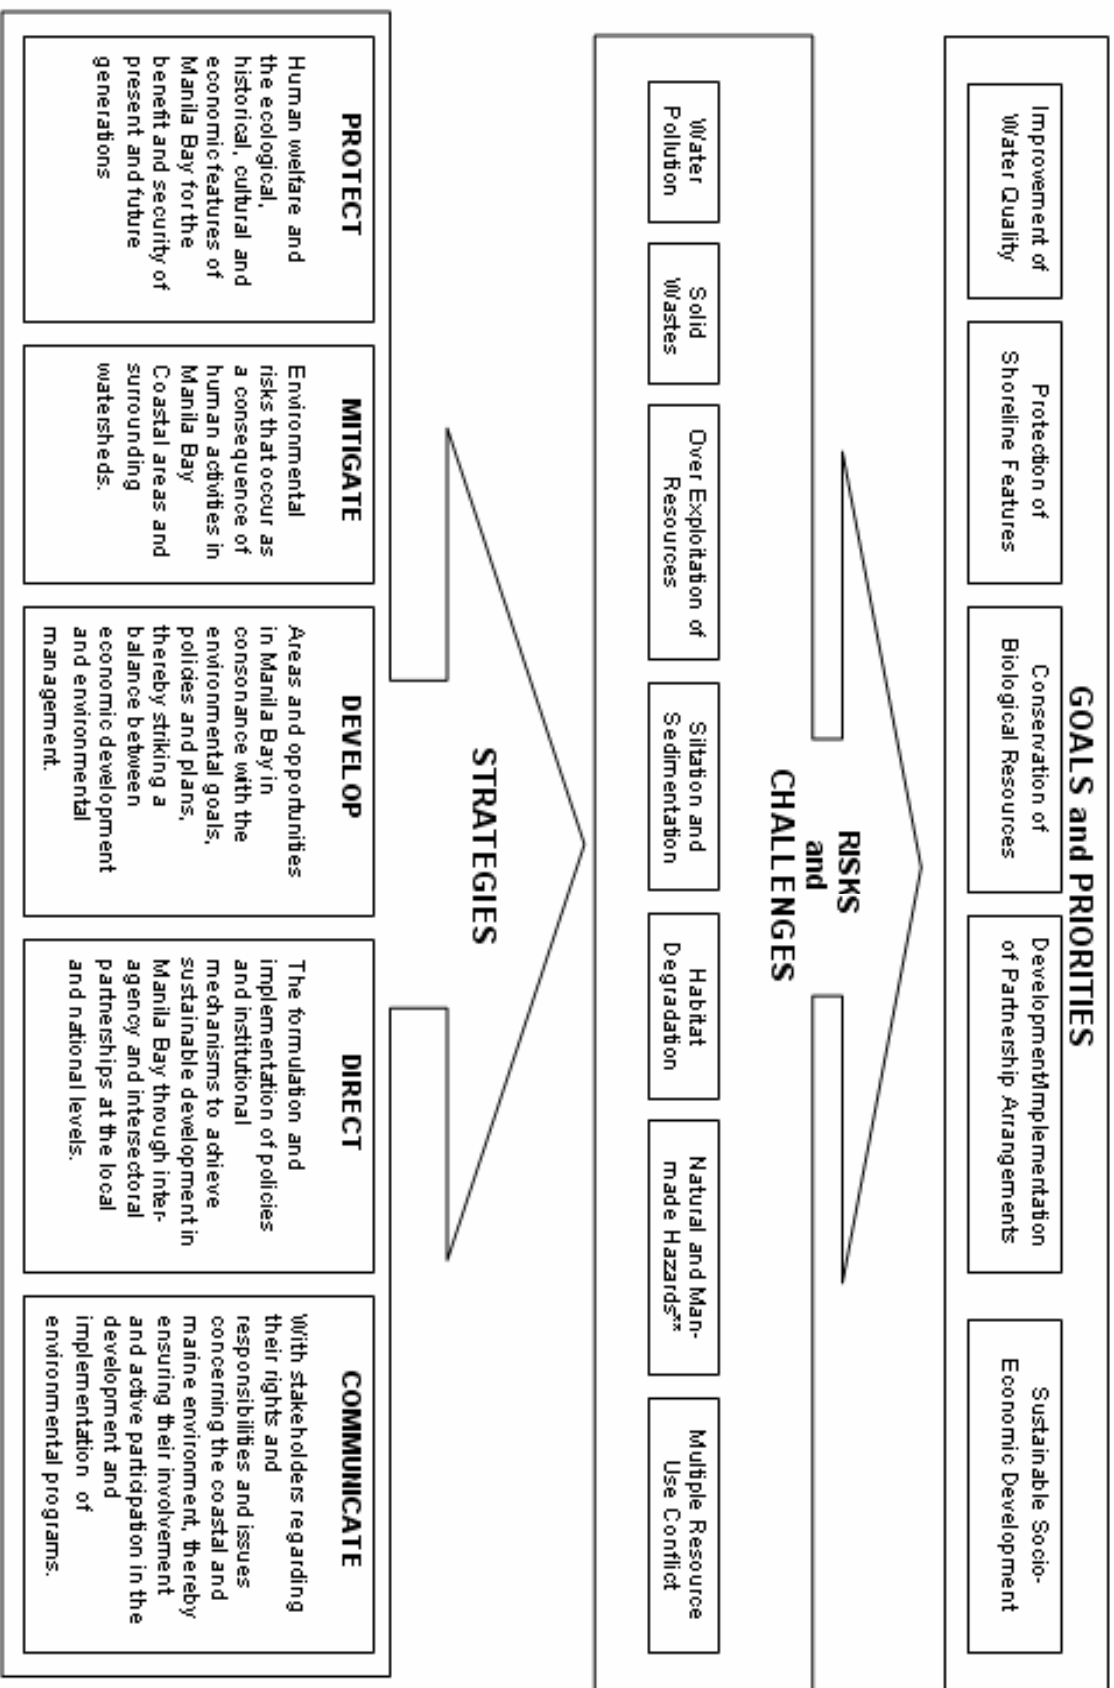 GOALS and PRIORITIES
Improvement of
Water Quality
Protection of
Shoreline Features
Conservation of
Biological Resources
Development/Implementation
of Partnership Arrangements
Sustainable Socio-
Economic Development
RISKS
and
CHALLENGES
Water
Pollution
Solid
Wastes
Over Exploitation of
Resources
Siltation and
Sedimentation
Habitat
Degradation
Natural and Man-
made Hazards**
Multiple Resource
Use Conflict
STRATEGIES
PROTECT
Human welfare and
the ecological,
historical, cultural and
economic features of
Manila Bay for the
benefit and security of
present and future
generations
MITIGATE
Environmental
risks that occur as
a consequence of
human activities in
Manila Bay
Coastal areas and
surrounding
watersheds.
DEVELOP
Areas and opportunities
in Manila Bay in
consonance with the
environmental goals,
policies and plans,
thereby striking a
balance between
economic development
and environmental
management.
DIRECT
The formulation and
implementation of policies
and institutional
mechanisms to achieve
sustainable development in
Manila Bay through inter-
agency and intersectoral
partnerships at the local
and national levels.
COMMUNICATE
With stakeholders regarding
their rights and
responsibilities and issues
concerning the coastal and
marine environment, thereby
ensuring their involvement
and active participation in the
development and
implementation of
environmental programs.